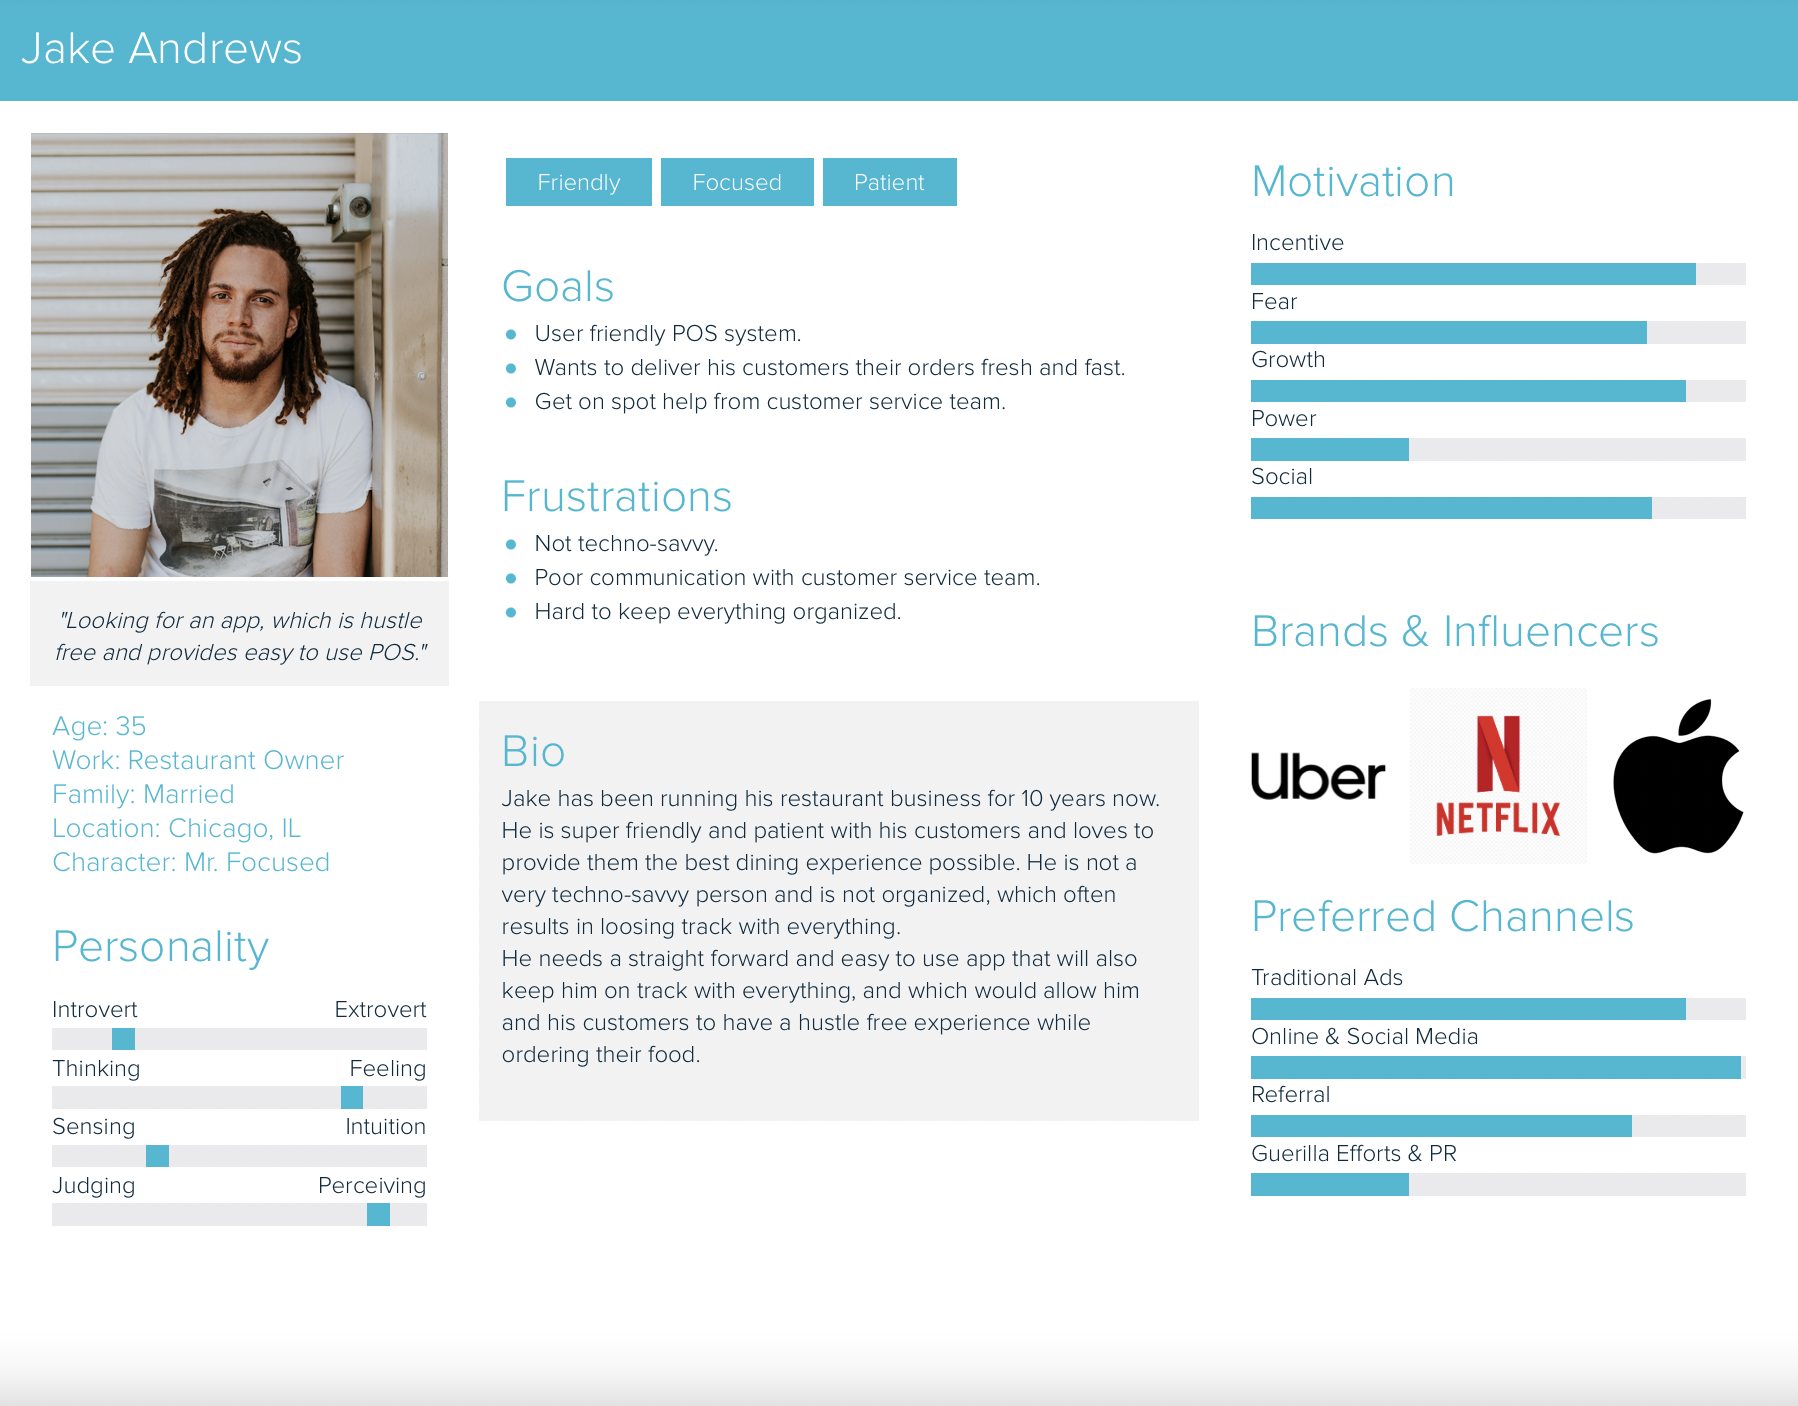 Jake Andrews
"Looking for an app, which is hustle
free and provides easy to use POS."
Age: 35
Work: Restaurant Owner
Family: Married
Location: Chicago, IL
Character: Mr. Focused
Personality
Introvert Extrovert
Thinking Feeling
Sensing Intuition
Judging Perceiving
Friendly Focused Patient
Goals
User friendly POS system.
Wants to deliver his customers their orders fresh and fast.
Get on spot help from customer service team.
Frustrations
Not techno-savvy.
Poor communication with customer service team.
Hard to keep everything organized.
Bio
Jake has been running his restaurant business for 10 years now.
He is super friendly and patient with his customers and loves to
provide them the best dining experience possible. He is not a
very techno-savvy person and is not organized, which often
results in loosing track with everything.
He needs a straight forward and easy to use app that will also
keep him on track with everything, and which would allow him
and his customers to have a hustle free experience while
ordering their food.
Motivation
Incentive
Fear
Growth
Power
Social
Brands & Influencers
Uber
N
NETFLIX
Preferred Channels
Traditional Ads
Online & Social Media
Referral
Guerilla Efforts & PR